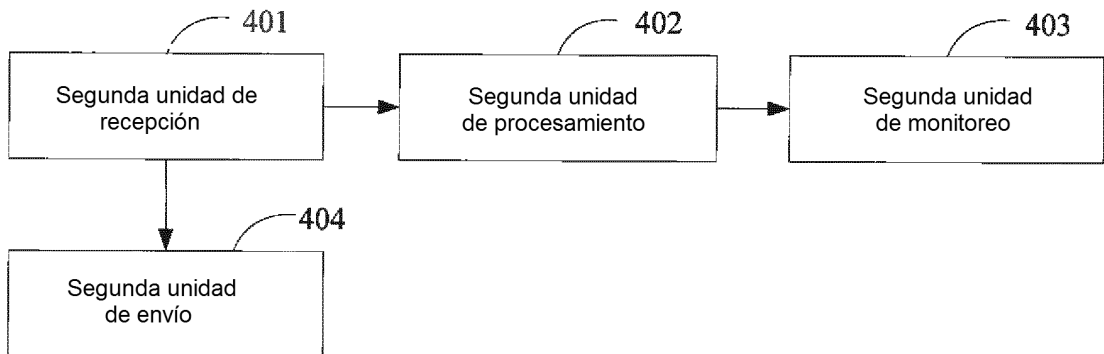 401
402
403
Segunda unidad de
recepción
Segunda unidad
de procesamiento
Segunda unidad
de monitoreo
404
Segunda unidad
de envío